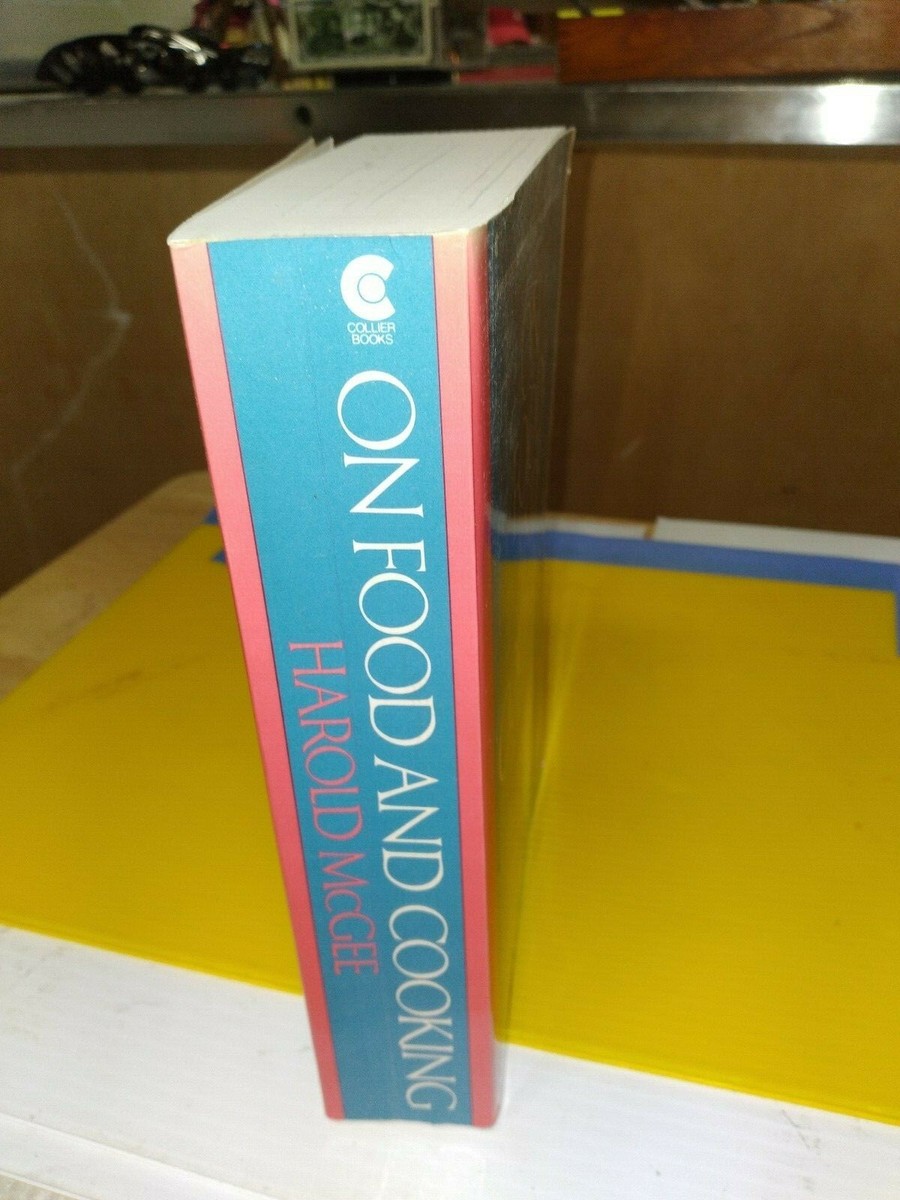 COLLIER
BOOKS
ON FOOD AND COOKING
HAROLD McGEE